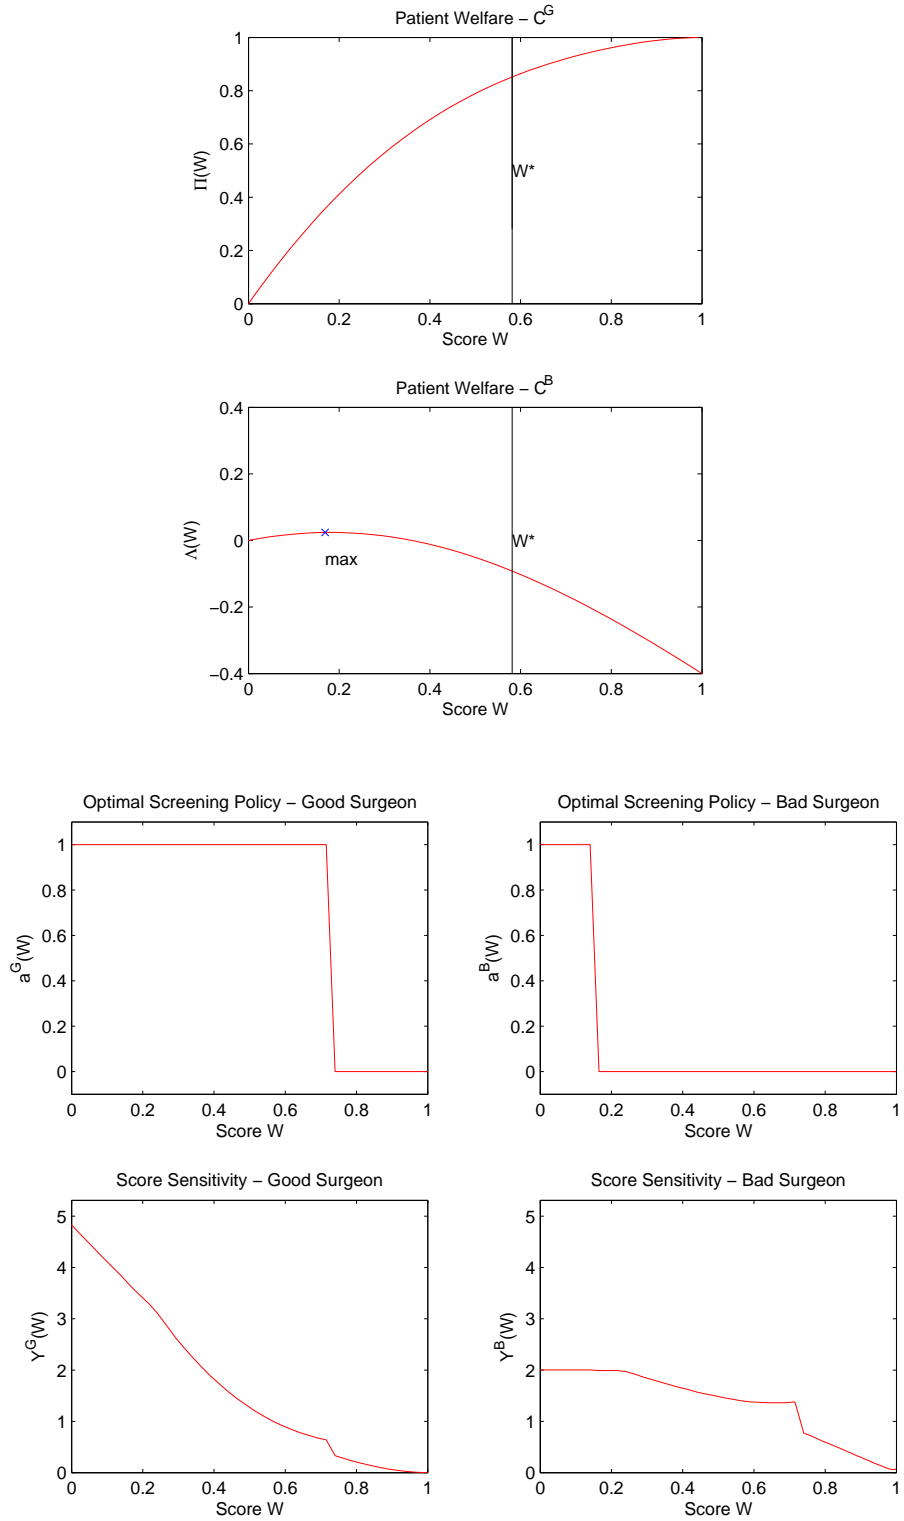 Patient Welfare – C^G
1
0.8
0.6
0.4
0.2
0
Π(W)
W*
0 0.2 0.4 0.6 0.8 1
Score W
Patient Welfare – C^B
0.4
0.2
0
−0.2
−0.4
Λ(W)
W*
max
0 0.2 0.4 0.6 0.8 1
Score W
Optimal Screening Policy – Good Surgeon
1
0.8
0.6
0.4
0.2
0
a^G(W)
0 0.2 0.4 0.6 0.8 1
Score W
Optimal Screening Policy – Bad Surgeon
1
0.8
0.6
0.4
0.2
0
a^B(W)
0 0.2 0.4 0.6 0.8 1
Score W
Score Sensitivity – Good Surgeon
5
4
3
2
1
0
Y^G(W)
0 0.2 0.4 0.6 0.8 1
Score W
Score Sensitivity – Bad Surgeon
5
4
3
2
1
0
Y^B(W)
0 0.2 0.4 0.6 0.8 1
Score W